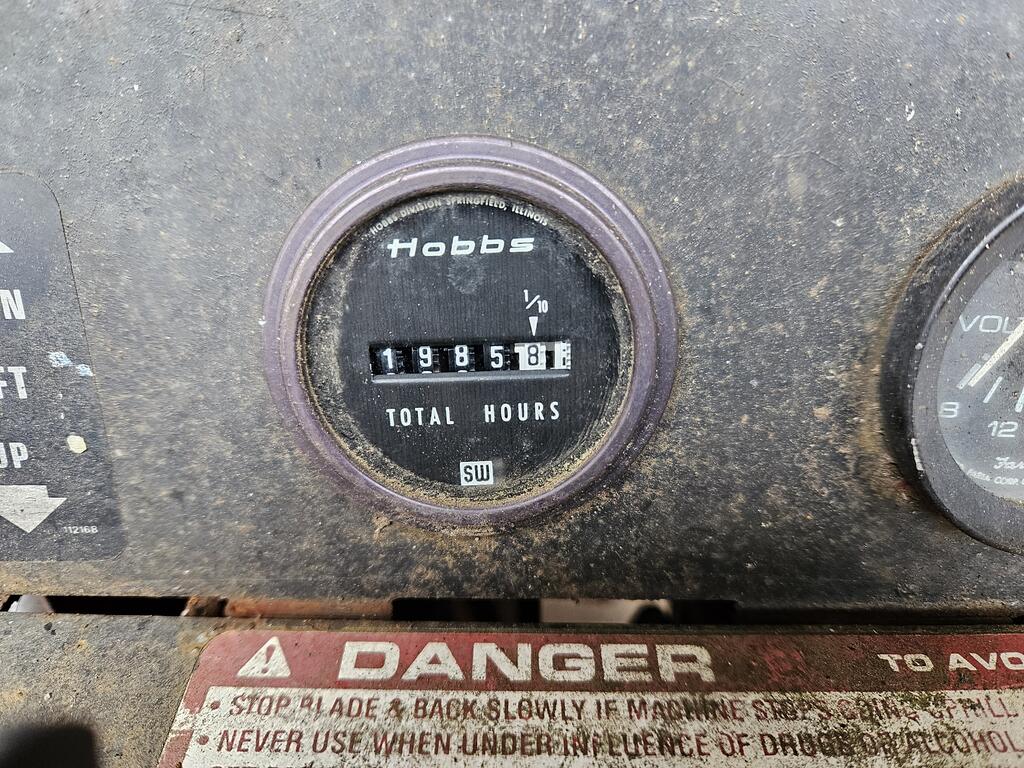 HOBBS DIVISION SPRINGFIELD, ILLINOIS
Hobbs
1/10
1 9 8 5 8
TOTAL HOURS
SW
N
FT
UP
112168
VOL
8
12
DANGER
TO AVO
• STOP BLADE & BACK SLOWLY IF MACHINE STOPS GOING UPHILL
• NEVER USE WHEN UNDER INFLUENCE OF DRUGS OR ALCOHOL